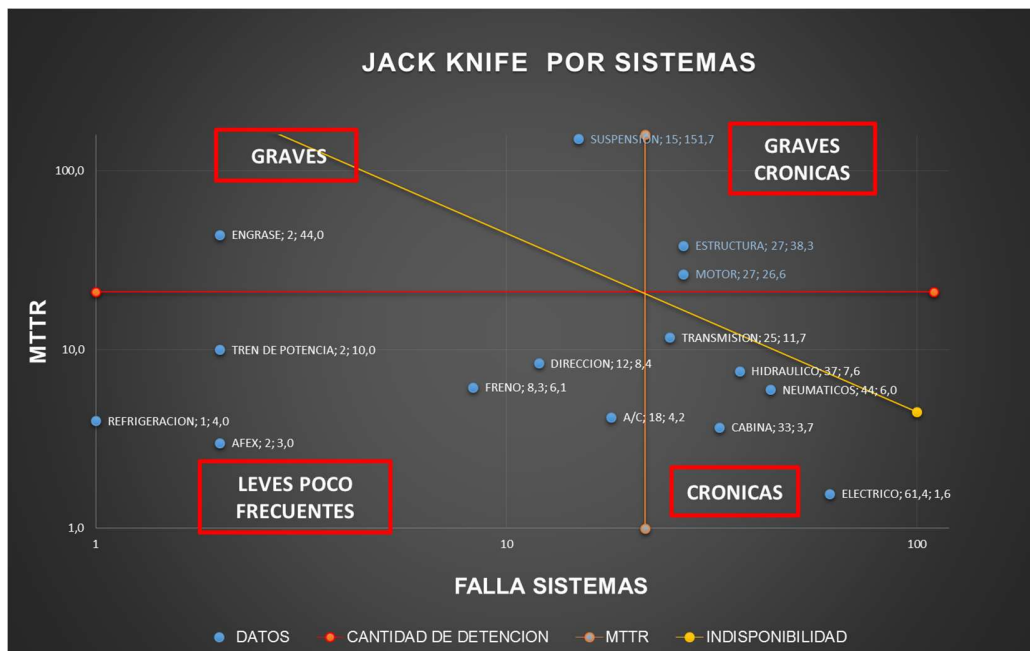 JACK KNIFE POR SISTEMAS
GRAVES
SUSPENSION; 15; 151,7
GRAVES
CRONICAS
100,0
ENGRASE; 2; 44,0
ESTRUCTURA; 27; 38,3
MOTOR; 27; 26,6
MTTR
TRANSMISION; 25; 11,7
10,0
TREN DE POTENCIA; 2; 10,0
DIRECCION; 12; 8,4
HIDRAULICO; 37; 7,6
FRENO; 8,3; 6,1
NEUMATICOS; 44; 6,0
REFRIGERACION; 1; 4,0
A/C; 18; 4,2
CABINA; 33; 3,7
AFEX; 2; 3,0
LEVES POCO
FRECUENTES
CRONICAS
ELECTRICO; 61,4; 1,6
1,0
1
10
100
FALLA SISTEMAS
DATOS
CANTIDAD DE DETENCION
MTTR
INDISPONIBILIDAD